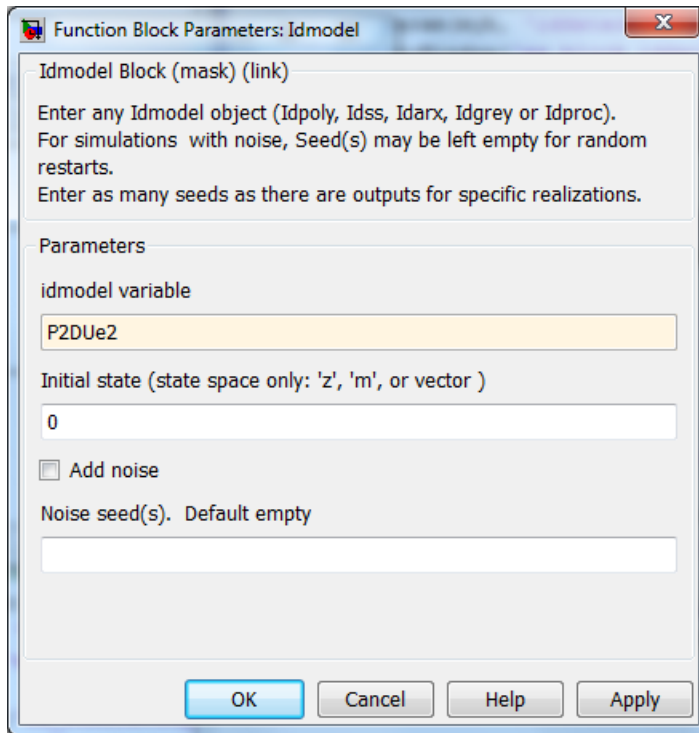 Function Block Parameters: Idmodel
Idmodel Block (mask) (link)
Enter any Idmodel object (Idpoly, Idss, Idarx, Idgrey or Idproc).
For simulations  with noise, Seed(s) may be left empty for random
restarts.
Enter as many seeds as there are outputs for specific realizations.
Parameters
idmodel variable
P2DUe2
Initial state (state space only: 'z', 'm', or vector )
0
Add noise
Noise seed(s).  Default empty
OK Cancel Help Apply